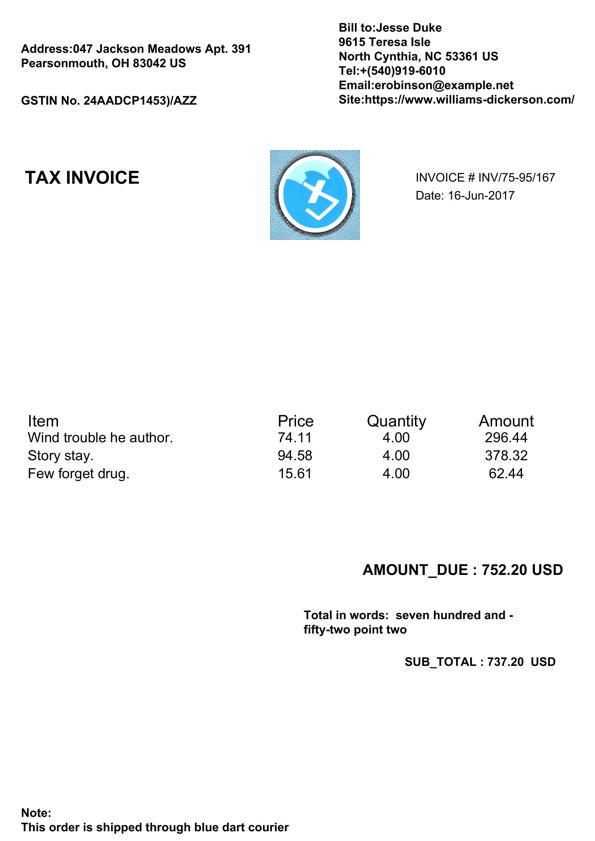 Address:047 Jackson Meadows Apt. 391
Pearsonmouth, OH 83042 US
GSTIN No. 24AADCP1453)/AZZ
Bill to:Jesse Duke
9615 Teresa Isle
North Cynthia, NC 53361 US
Tel:+(540)919-6010
Email:erobinson@example.net
Site:https://www.williams-dickerson.com/
TAX INVOICE
INVOICE # INV/75-95/167
Date: 16-Jun-2017
Item Price Quantity Amount
Wind trouble he author. 74.11 4.00 296.44
Story stay. 94.58 4.00 378.32
Few forget drug. 15.61 4.00 62.44
AMOUNT_DUE : 752.20 USD
Total in words: seven hundred and -
fifty-two point two
SUB_TOTAL : 737.20 USD
Note:
This order is shipped through blue dart courier